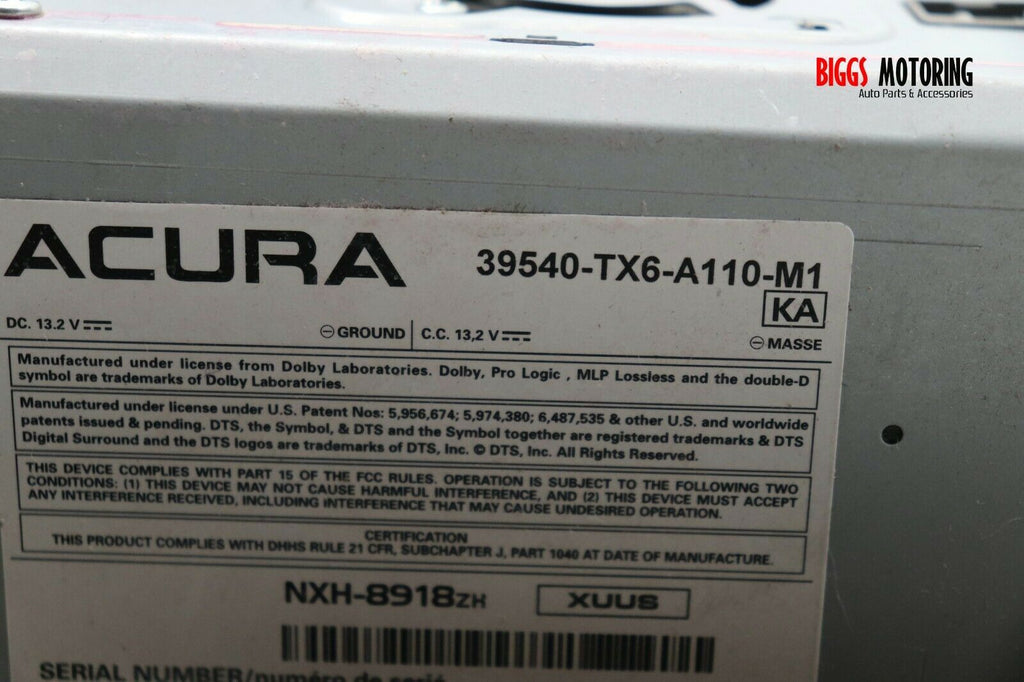 BIGGS MOTORING
Auto Parts & Accessories
ACURA
39540-TX6-A110-M1
KA
DC. 13.2 V
⊖ GROUND
C.C. 13,2 V
⊖ MASSE
Manufactured under license from Dolby Laboratories. Dolby, Pro Logic , MLP Lossless and the double-D
symbol are trademarks of Dolby Laboratories.
Manufactured under license under U.S. Patent Nos: 5,956,674; 5,974,380; 6,487,535 & other U.S. and worldwide
patents issued & pending. DTS, the Symbol, & DTS and the Symbol together are registered trademarks & DTS
Digital Surround and the DTS logos are trademarks of DTS, Inc. © DTS, Inc. All Rights Reserved.
THIS DEVICE COMPLIES WITH PART 15 OF THE FCC RULES. OPERATION IS SUBJECT TO THE FOLLOWING TWO
CONDITIONS: (1) THIS DEVICE MAY NOT CAUSE HARMFUL INTERFERENCE, AND (2) THIS DEVICE MUST ACCEPT
ANY INTERFERENCE RECEIVED, INCLUDING INTERFERENCE THAT MAY CAUSE UNDESIRED OPERATION.
CERTIFICATION
THIS PRODUCT COMPLIES WITH DHHS RULE 21 CFR, SUBCHAPTER J, PART 1040 AT DATE OF MANUFACTURE.
NXH-8918ZH
XUUS
SERIAL NUMBER/numéro de série